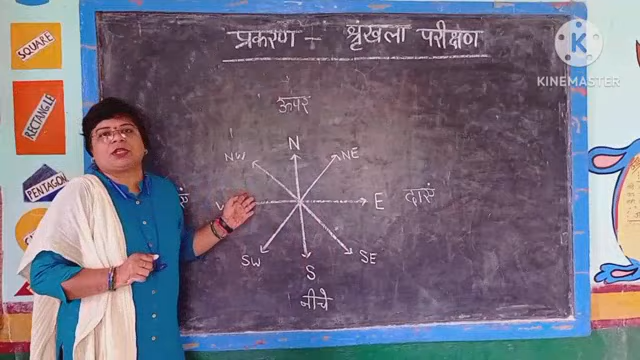 SQUARE
RECTANGLE
PENTAGON
प्रकरण - श्रृंखला परीक्षण
KINEMASTER
ऊपर
N
NW NE
E दाएं
SW SE
S
नीचे